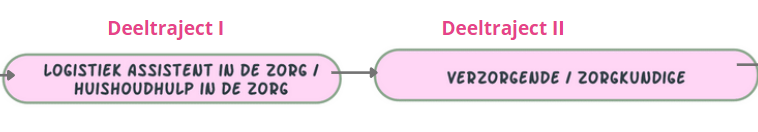 Deeltraject I
LOGISTIEK ASSISTENT IN DE ZORG /
HUISHOUDHULP IN DE ZORG
Deeltraject II
VERZORGENDE / ZORGKUNDIGE